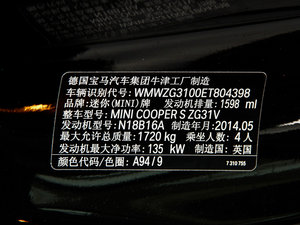 德国宝马汽车集团牛津工厂制造
车辆识别代号: WMWZG3100ET804398
品牌: 迷你(MINI)牌 发动机排量: 1598 ml
整车型号: MINI COOPER S ZG31V
发动机型号: N18B16A 制造年月: 2014.05
最大允许总质量: 1720 kg 乘坐人数: 4 人
发动机最大净功率: 135 kW 制造国: 英国
颜色代码/色圈: A94 / 9
7 310 755